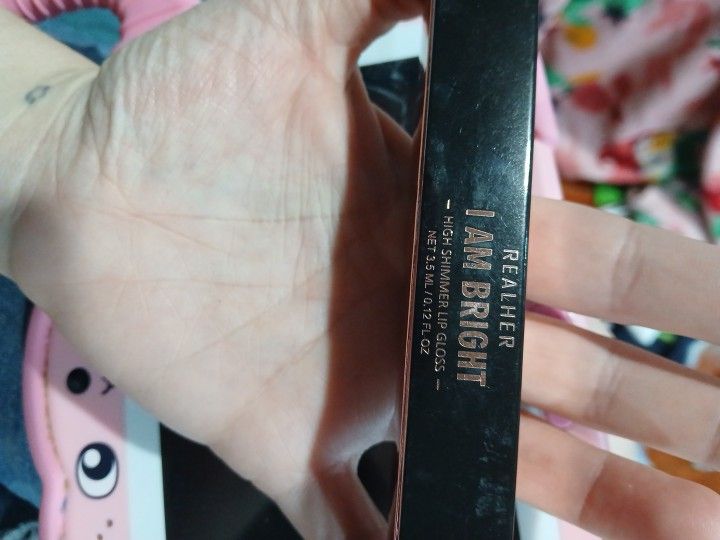 REALHER
I AM BRIGHT
– HIGH SHIMMER LIP GLOSS –
NET 3.5 ML / 0.12 FL OZ